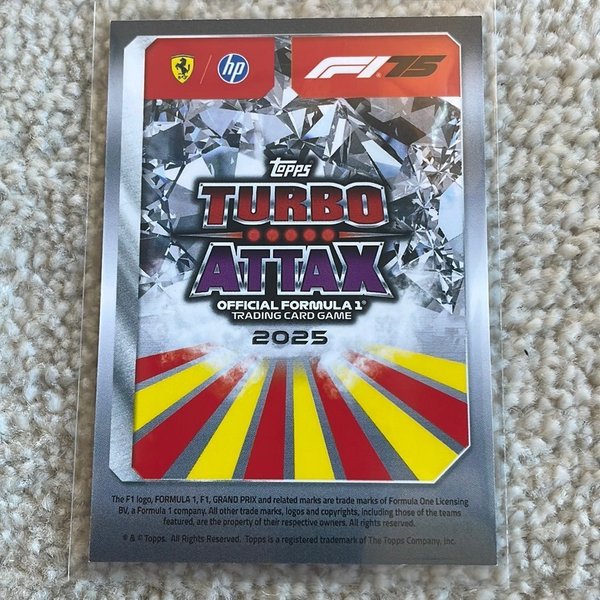 hp
F1 75
Topps
TURBO
ATTAX
OFFICIAL FORMULA 1®
TRADING CARD GAME
2025
The F1 logo, FORMULA 1, F1, GRAND PRIX and related marks are trade marks of Formula One Licensing
BV, a Formula 1 company. All other trade marks, logos and copyrights, including those of the teams
featured, are the property of their respective owners. All rights reserved.
® & © Topps. All Rights Reserved. Topps is a registered trademark of The Topps Company, Inc.